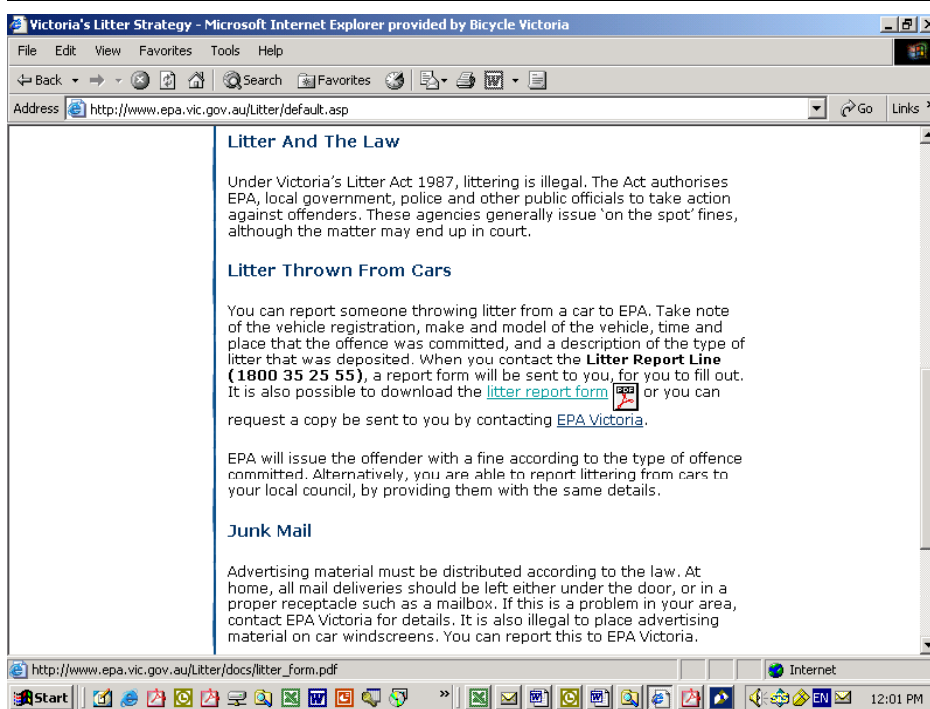 Victoria's Litter Strategy - Microsoft Internet Explorer provided by Bicycle Victoria
File Edit View Favorites Tools Help
Back Search Favorites
Address http://www.epa.vic.gov.au/Litter/default.asp Go Links
Litter And The Law
Under Victoria's Litter Act 1987, littering is illegal. The Act authorises
EPA, local government, police and other public officials to take action
against offenders. These agencies generally issue 'on the spot' fines,
although the matter may end up in court.
Litter Thrown From Cars
You can report someone throwing litter from a car to EPA. Take note
of the vehicle registration, make and model of the vehicle, time and
place that the offence was committed, and a description of the type of
litter that was deposited. When you contact the Litter Report Line
(1800 35 25 55), a report form will be sent to you, for you to fill out.
It is also possible to download the litter report form PDF or you can
request a copy be sent to you by contacting EPA Victoria.
EPA will issue the offender with a fine according to the type of offence
committed. Alternatively, you are able to report littering from cars to
your local council, by providing them with the same details.
Junk Mail
Advertising material must be distributed according to the law. At
home, all mail deliveries should be left either under the door, or in a
proper receptacle such as a mailbox. If this is a problem in your area,
contact EPA Victoria for details. It is also illegal to place advertising
material on car windscreens. You can report this to EPA Victoria.
http://www.epa.vic.gov.au/Litter/docs/litter_form.pdf Internet
Start EN 12:01 PM